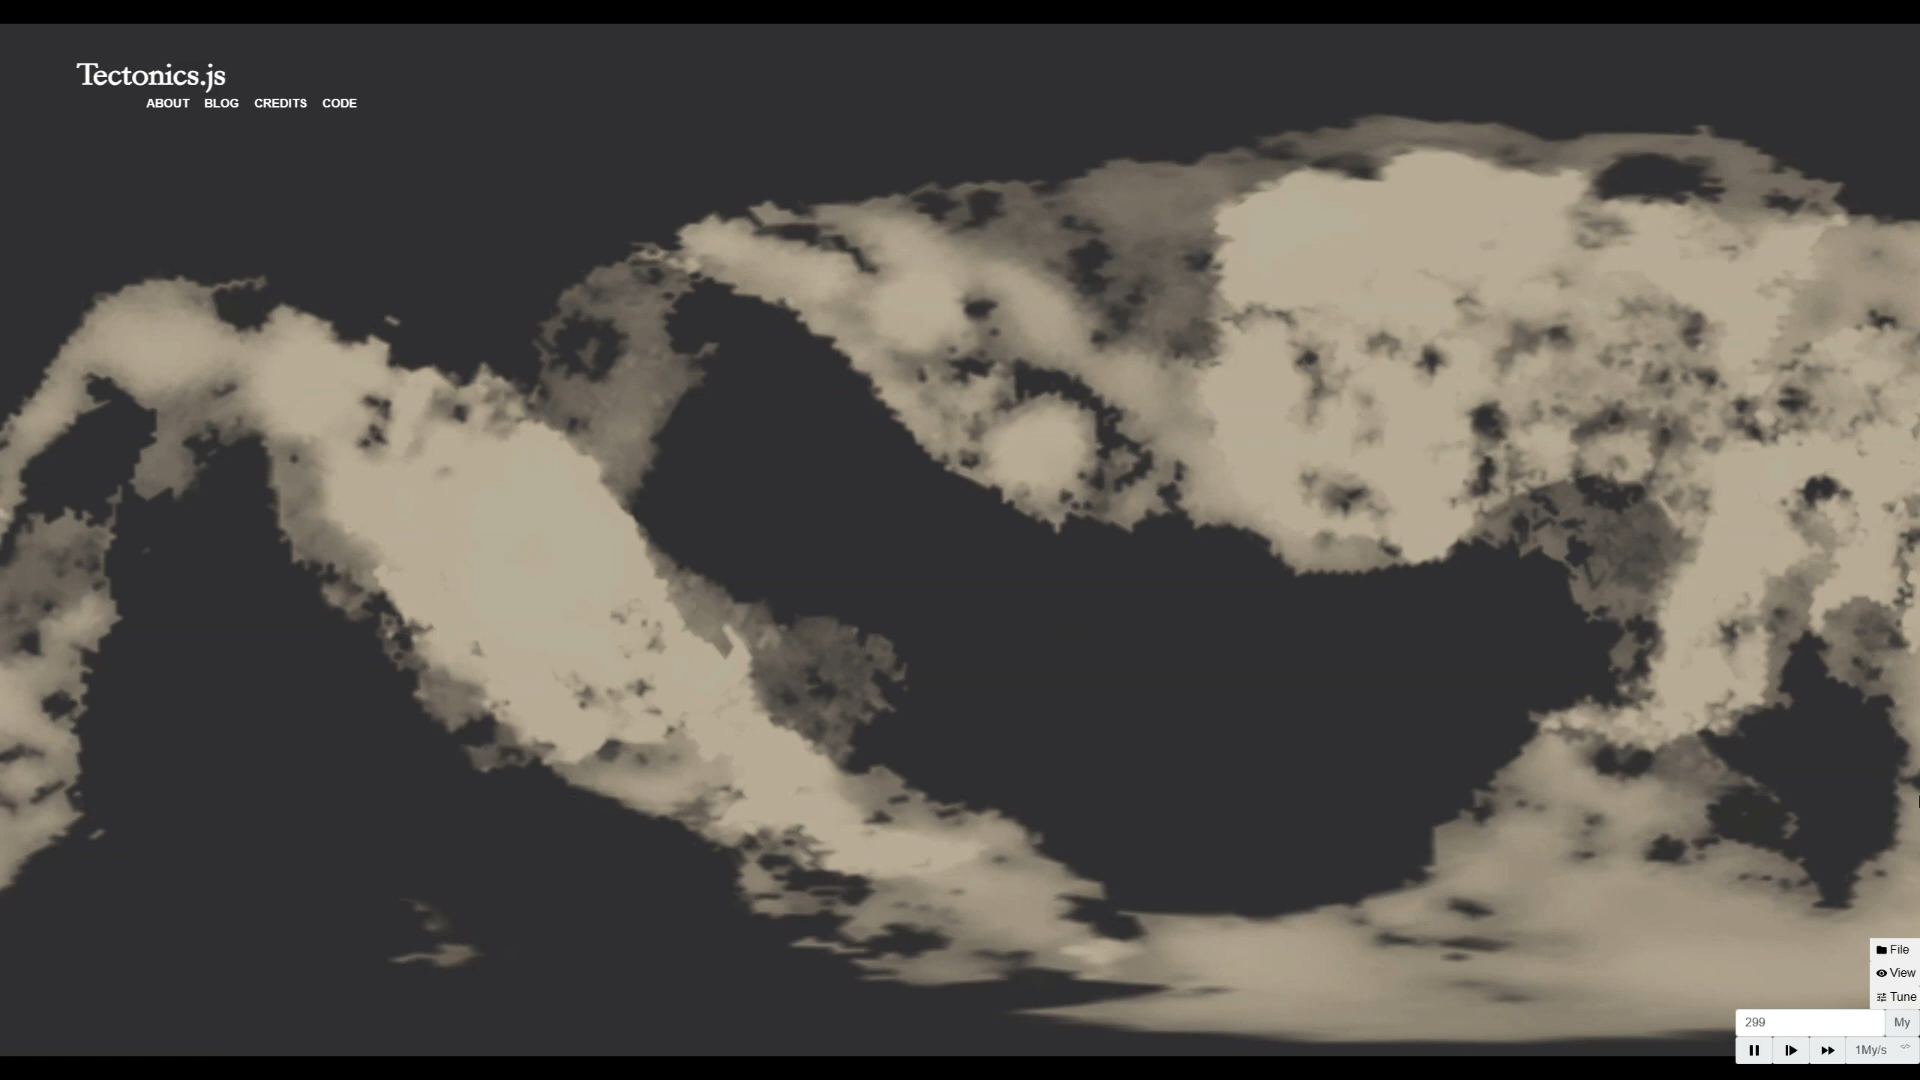 Tectonics.js
ABOUT BLOG CREDITS CODE
File
View
Tune
299 My
1My/s